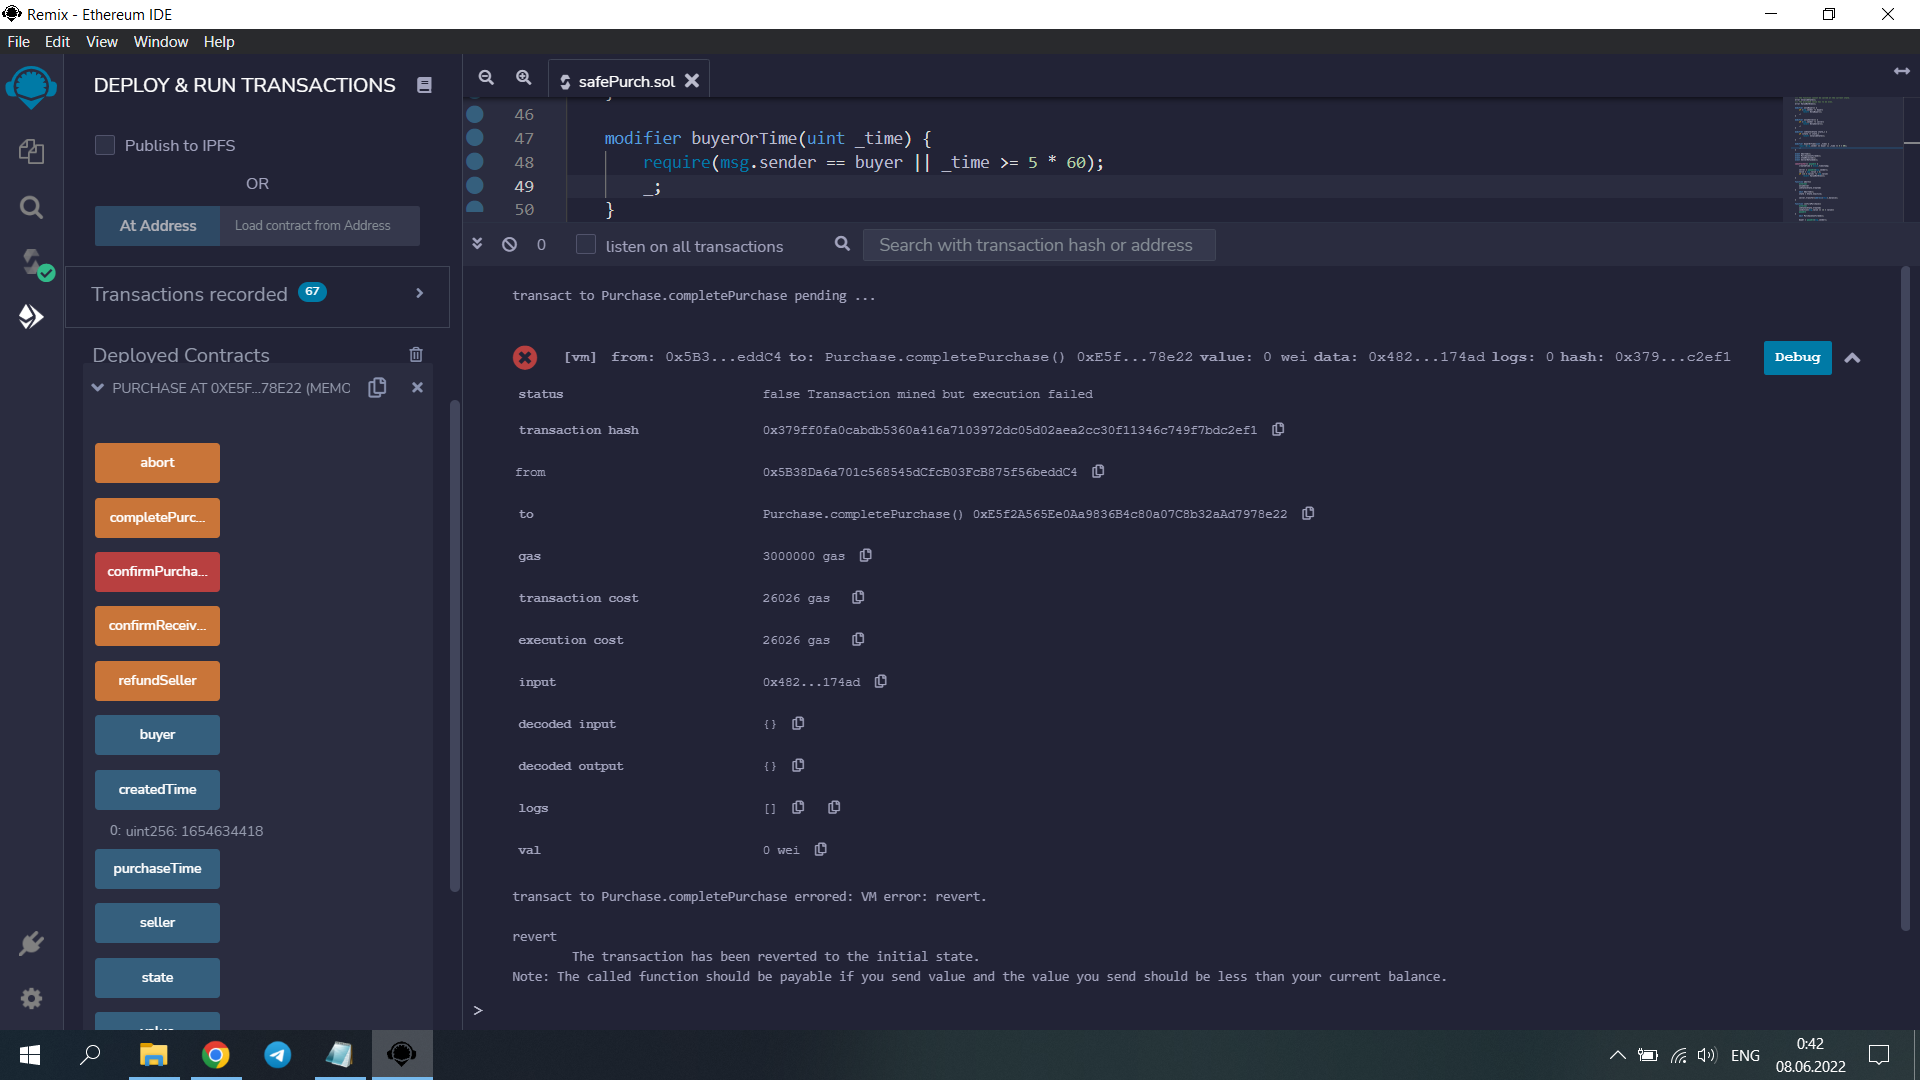 Remix - Ethereum IDE
File Edit View Window Help
DEPLOY & RUN TRANSACTIONS
Publish to IPFS
OR
At Address Load contract from Address
Transactions recorded 67
Deployed Contracts
PURCHASE AT 0XE5F...78E22 (MEMO
abort
completePurc...
confirmPurcha...
confirmReceiv...
refundSeller
buyer
createdTime
0: uint256: 1654634418
purchaseTime
seller
state
value
safePurch.sol
46
47 modifier buyerOrTime(uint _time) {
48 require(msg.sender == buyer || _time >= 5 * 60);
49 _;
50 }
0 listen on all transactions Search with transaction hash or address
transact to Purchase.completePurchase pending ...
[vm] from: 0x5B3...eddC4 to: Purchase.completePurchase() 0xE5f...78e22 value: 0 wei data: 0x482...174ad logs: 0 hash: 0x379...c2ef1 Debug
status false Transaction mined but execution failed
transaction hash 0x379ff0fa0cabdb5360a416a7103972dc05d02aea2cc30f11346c749f7bdc2ef1
from 0x5B38Da6a701c568545dCfcB03FcB875f56beddC4
to Purchase.completePurchase() 0xE5f2A565Ee0Aa9836B4c80a07C8b32aAd7978e22
gas 3000000 gas
transaction cost 26026 gas
execution cost 26026 gas
input 0x482...174ad
decoded input {}
decoded output {}
logs []
val 0 wei
transact to Purchase.completePurchase errored: VM error: revert.
revert
The transaction has been reverted to the initial state.
Note: The called function should be payable if you send value and the value you send should be less than your current balance.
>
ENG
0:42
08.06.2022